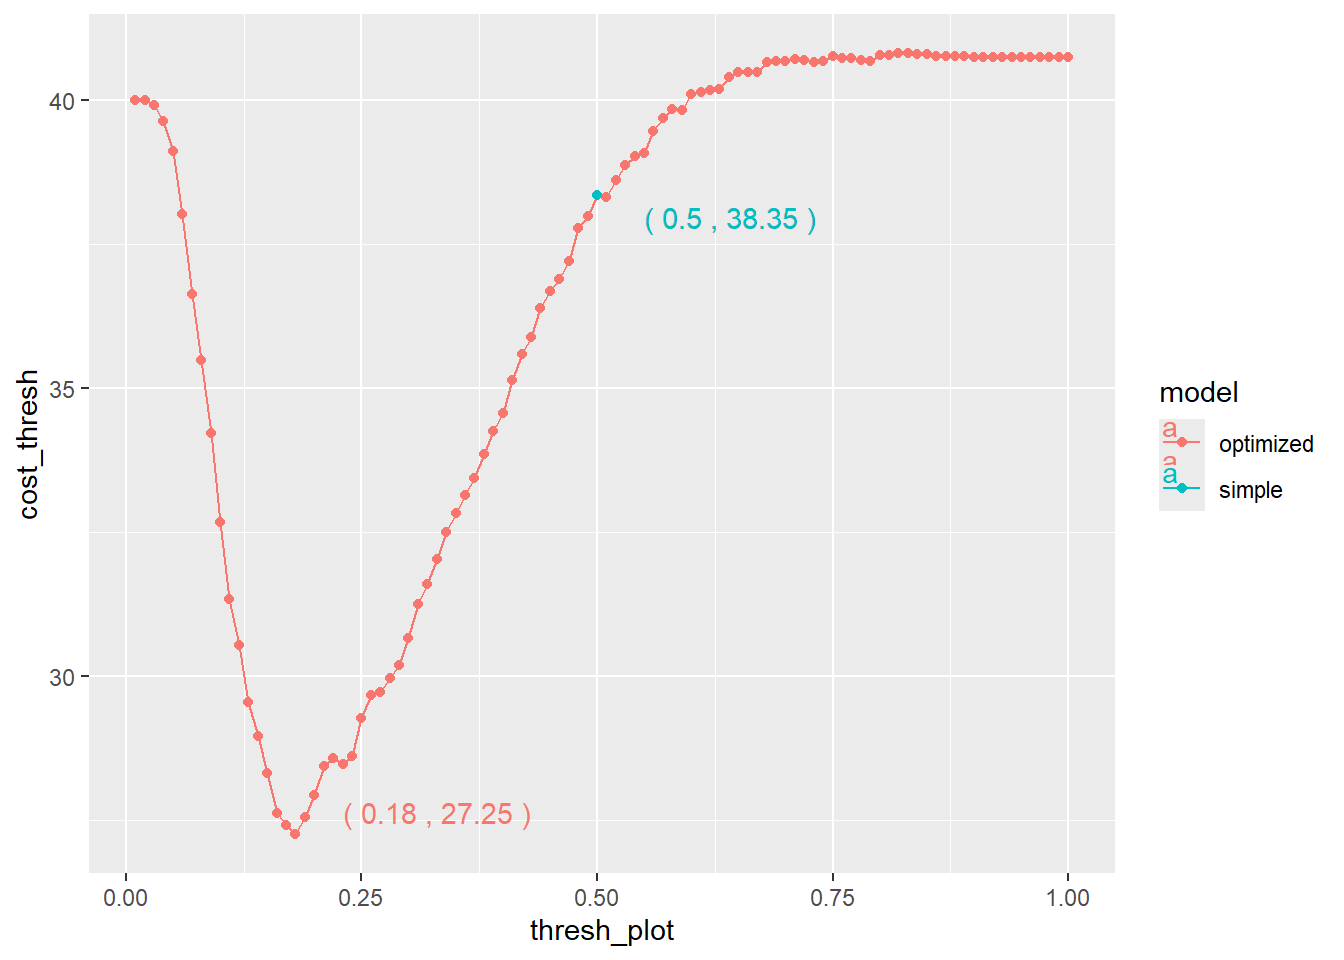 40
35
30
cost_thresh
( 0.5 , 38.35 )
( 0.18 , 27.25 )
0.00 0.25 0.50 0.75 1.00
thresh_plot
model
a optimized
a
a simple